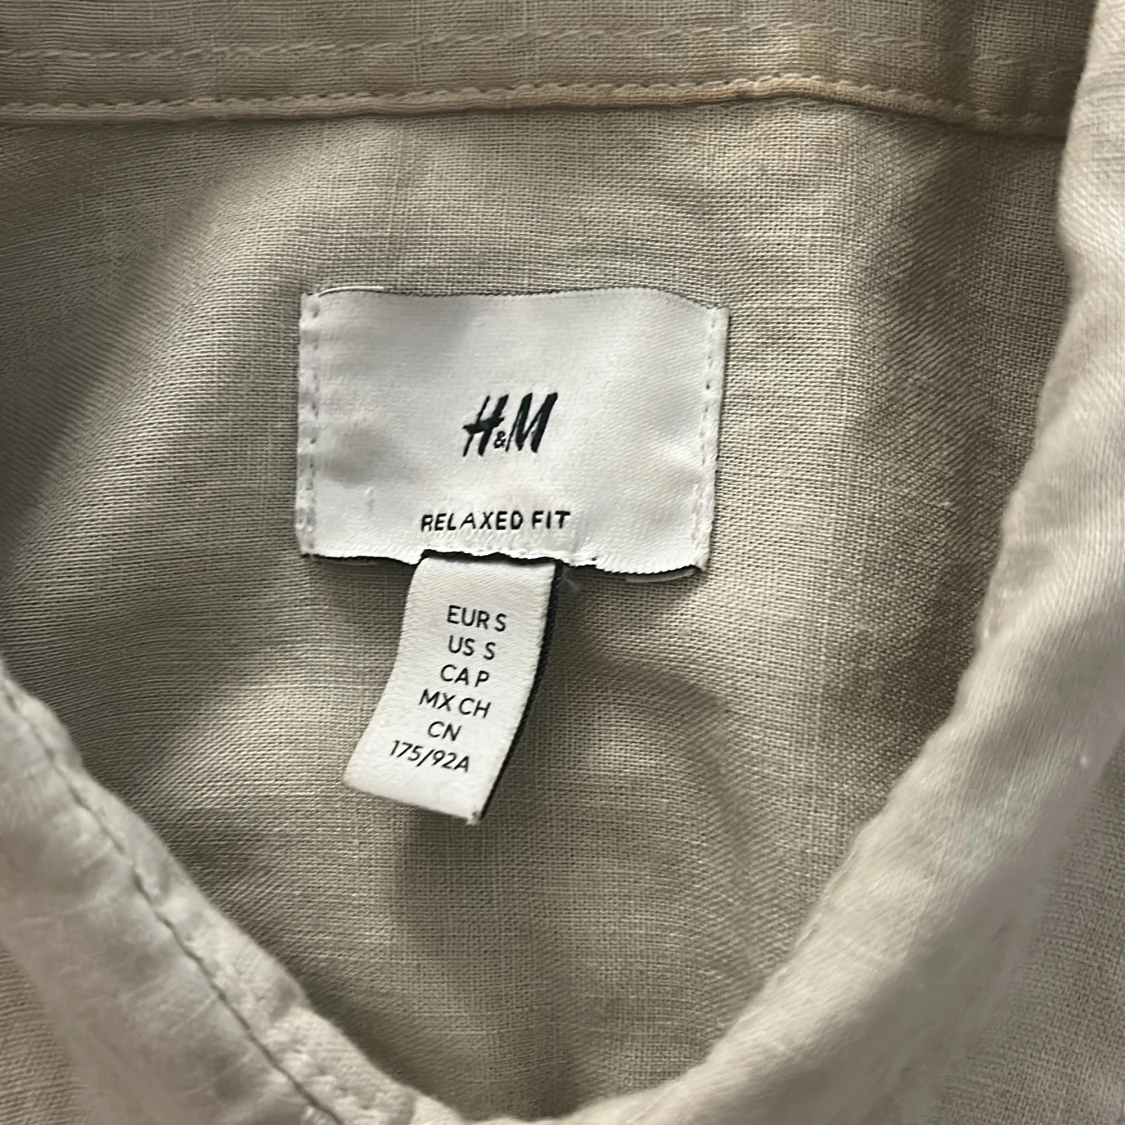 H&M
RELAXED FIT
EUR S
US S
CA P
MX CH
CN
175/92A